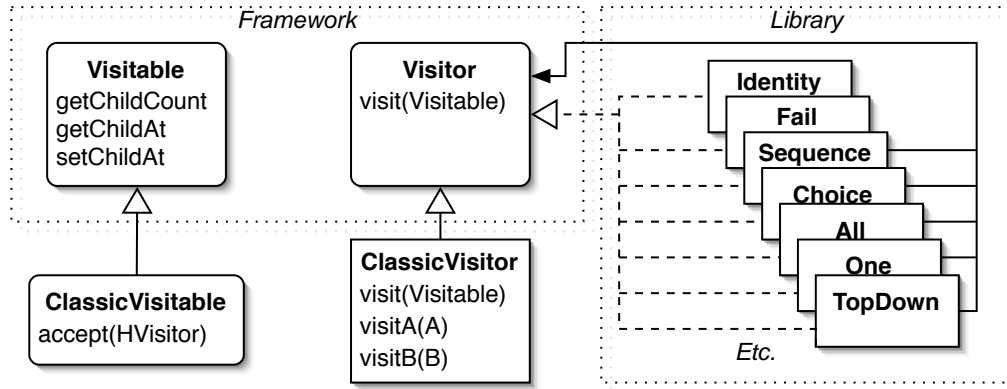 Framework
Library
Visitable
getChildCount
getChildAt
setChildAt
Visitor
visit(Visitable)
Identity
Fail
Sequence
Choice
All
One
TopDown
Etc.
ClassicVisitable
accept(HVisitor)
ClassicVisitor
visit(Visitable)
visitA(A)
visitB(B)